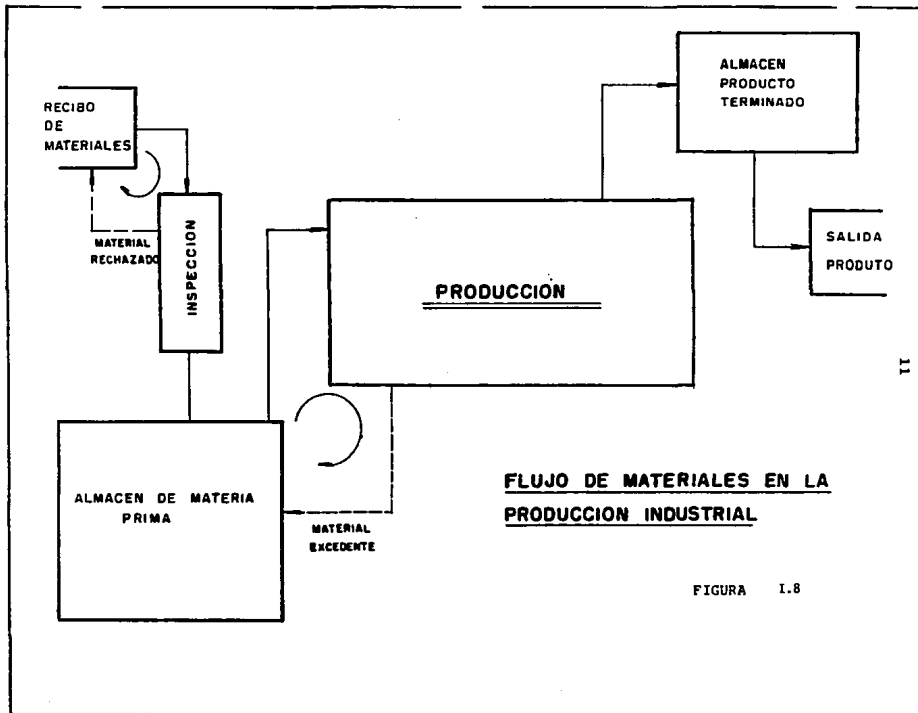 RECIBO
DE
MATERIALES
MATERIAL
RECHAZADO
INSPECCION
ALMACEN DE MATERIA
PRIMA
MATERIAL
EXCEDENTE
PRODUCCION
ALMACEN
PRODUCTO
TERMINADO
SALIDA
PRODUTO
11
FLUJO DE MATERIALES EN LA
PRODUCCION INDUSTRIAL
FIGURA I.8